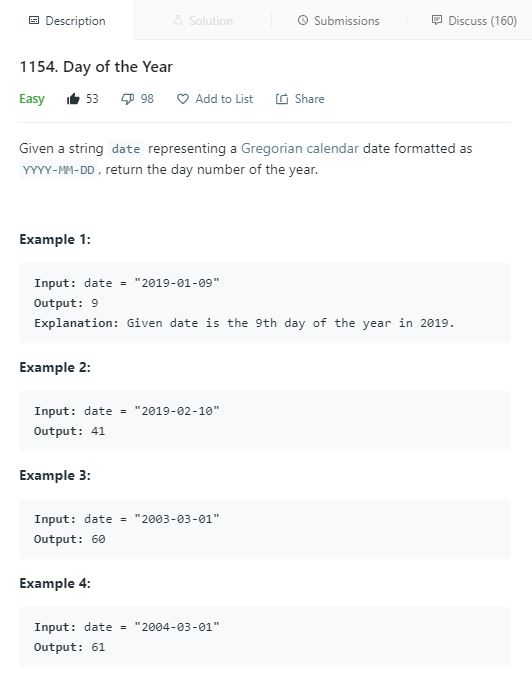 Description Solution Submissions Discuss (160)
1154. Day of the Year
Easy 53 98 Add to List Share
Given a string date representing a Gregorian calendar date formatted as
YYYY-MM-DD , return the day number of the year.
Example 1:
Input: date = "2019-01-09"
Output: 9
Explanation: Given date is the 9th day of the year in 2019.
Example 2:
Input: date = "2019-02-10"
Output: 41
Example 3:
Input: date = "2003-03-01"
Output: 60
Example 4:
Input: date = "2004-03-01"
Output: 61